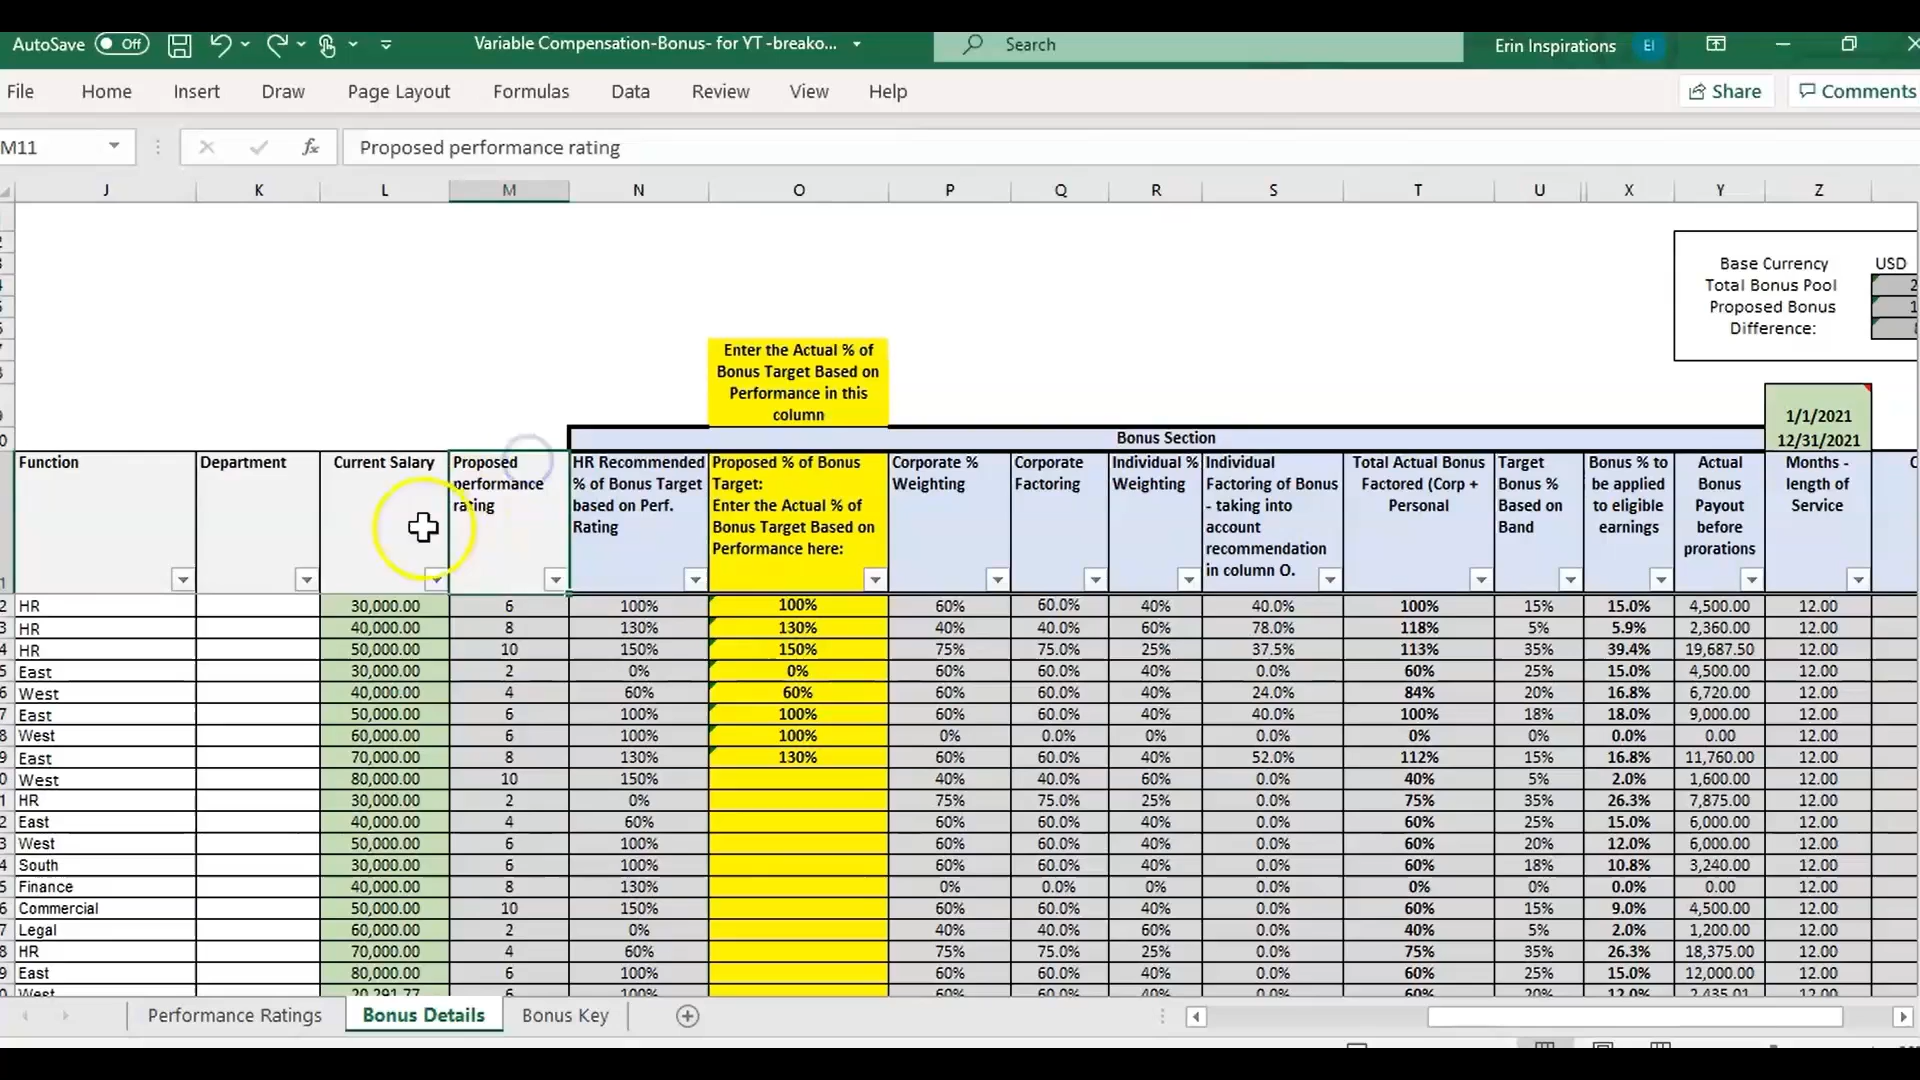 AutoSave Off Variable Compensation-Bonus- for YT -breako... Search Erin Inspirations EI
File Home Insert Draw Page Layout Formulas Data Review View Help Share Comments
M11 fx Proposed performance rating
J K L M N O P Q R S T U X Y Z
Base Currency USD
Total Bonus Pool
Proposed Bonus
Difference:
Enter the Actual % of
Bonus Target Based on
Performance in this
column
1/1/2021
12/31/2021
Bonus Section
Function
Department
Current Salary
Proposed
performance
rating
HR Recommended
% of Bonus Target
based on Perf.
Rating
Proposed % of Bonus
Target:
Enter the Actual % of
Bonus Target Based on
Performance here:
Corporate %
Weighting
Corporate
Factoring
Individual %
Weighting
Individual
Factoring of Bonus
- taking into
account
recommendation
in column O.
Total Actual Bonus
Factored (Corp +
Personal
Target
Bonus %
Based on
Band
Bonus % to
be applied
to eligible
earnings
Actual
Bonus
Payout
before
prorations
Months -
length of
Service
HR 30,000.00 6 100% 100% 60% 60.0% 40% 40.0% 100% 15% 15.0% 4,500.00 12.00
HR 40,000.00 8 130% 130% 40% 40.0% 60% 78.0% 118% 5% 5.9% 2,360.00 12.00
HR 50,000.00 10 150% 150% 75% 75.0% 25% 37.5% 113% 35% 39.4% 19,687.50 12.00
East 30,000.00 2 0% 0% 60% 60.0% 40% 0.0% 60% 25% 15.0% 4,500.00 12.00
West 40,000.00 4 60% 60% 60% 60.0% 40% 24.0% 84% 20% 16.8% 6,720.00 12.00
East 50,000.00 6 100% 100% 60% 60.0% 40% 40.0% 100% 18% 18.0% 9,000.00 12.00
West 60,000.00 6 100% 100% 0% 0.0% 0% 0.0% 0% 0% 0.0% 0.00 12.00
East 70,000.00 8 130% 130% 60% 60.0% 40% 52.0% 112% 15% 16.8% 11,760.00 12.00
West 80,000.00 10 150% 40% 40.0% 60% 0.0% 40% 5% 2.0% 1,600.00 12.00
HR 30,000.00 2 0% 75% 75.0% 25% 0.0% 75% 35% 26.3% 7,875.00 12.00
East 40,000.00 4 60% 60% 60.0% 40% 0.0% 60% 25% 15.0% 6,000.00 12.00
West 50,000.00 6 100% 60% 60.0% 40% 0.0% 60% 20% 12.0% 6,000.00 12.00
South 30,000.00 6 100% 60% 60.0% 40% 0.0% 60% 18% 10.8% 3,240.00 12.00
Finance 40,000.00 8 130% 0% 0.0% 0% 0.0% 0% 0% 0.0% 0.00 12.00
Commercial 50,000.00 10 150% 60% 60.0% 40% 0.0% 60% 15% 9.0% 4,500.00 12.00
Legal 60,000.00 2 0% 40% 40.0% 60% 0.0% 40% 5% 2.0% 1,200.00 12.00
HR 70,000.00 4 60% 75% 75.0% 25% 0.0% 75% 35% 26.3% 18,375.00 12.00
East 80,000.00 6 100% 60% 60.0% 40% 0.0% 60% 25% 15.0% 12,000.00 12.00
West 20,291.77 6 100% 60% 60.0% 40% 0.0% 60% 20% 12.0% 2,435.01 12.00
Performance Ratings Bonus Details Bonus Key